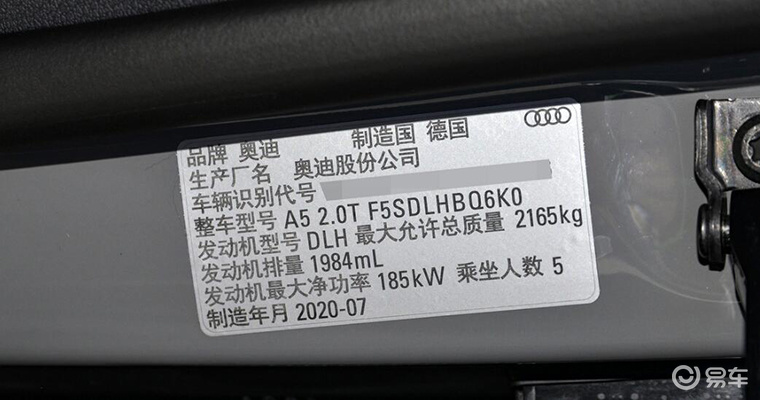 品牌 奥迪 制造国 德国
生产厂名 奥迪股份公司
车辆识别代号
整车型号 A5 2.0T F5SDLHBQ6K0
发动机型号 DLH 最大允许总质量 2165kg
发动机排量 1984mL
发动机最大净功率 185kW 乘坐人数 5
制造年月 2020-07
易车